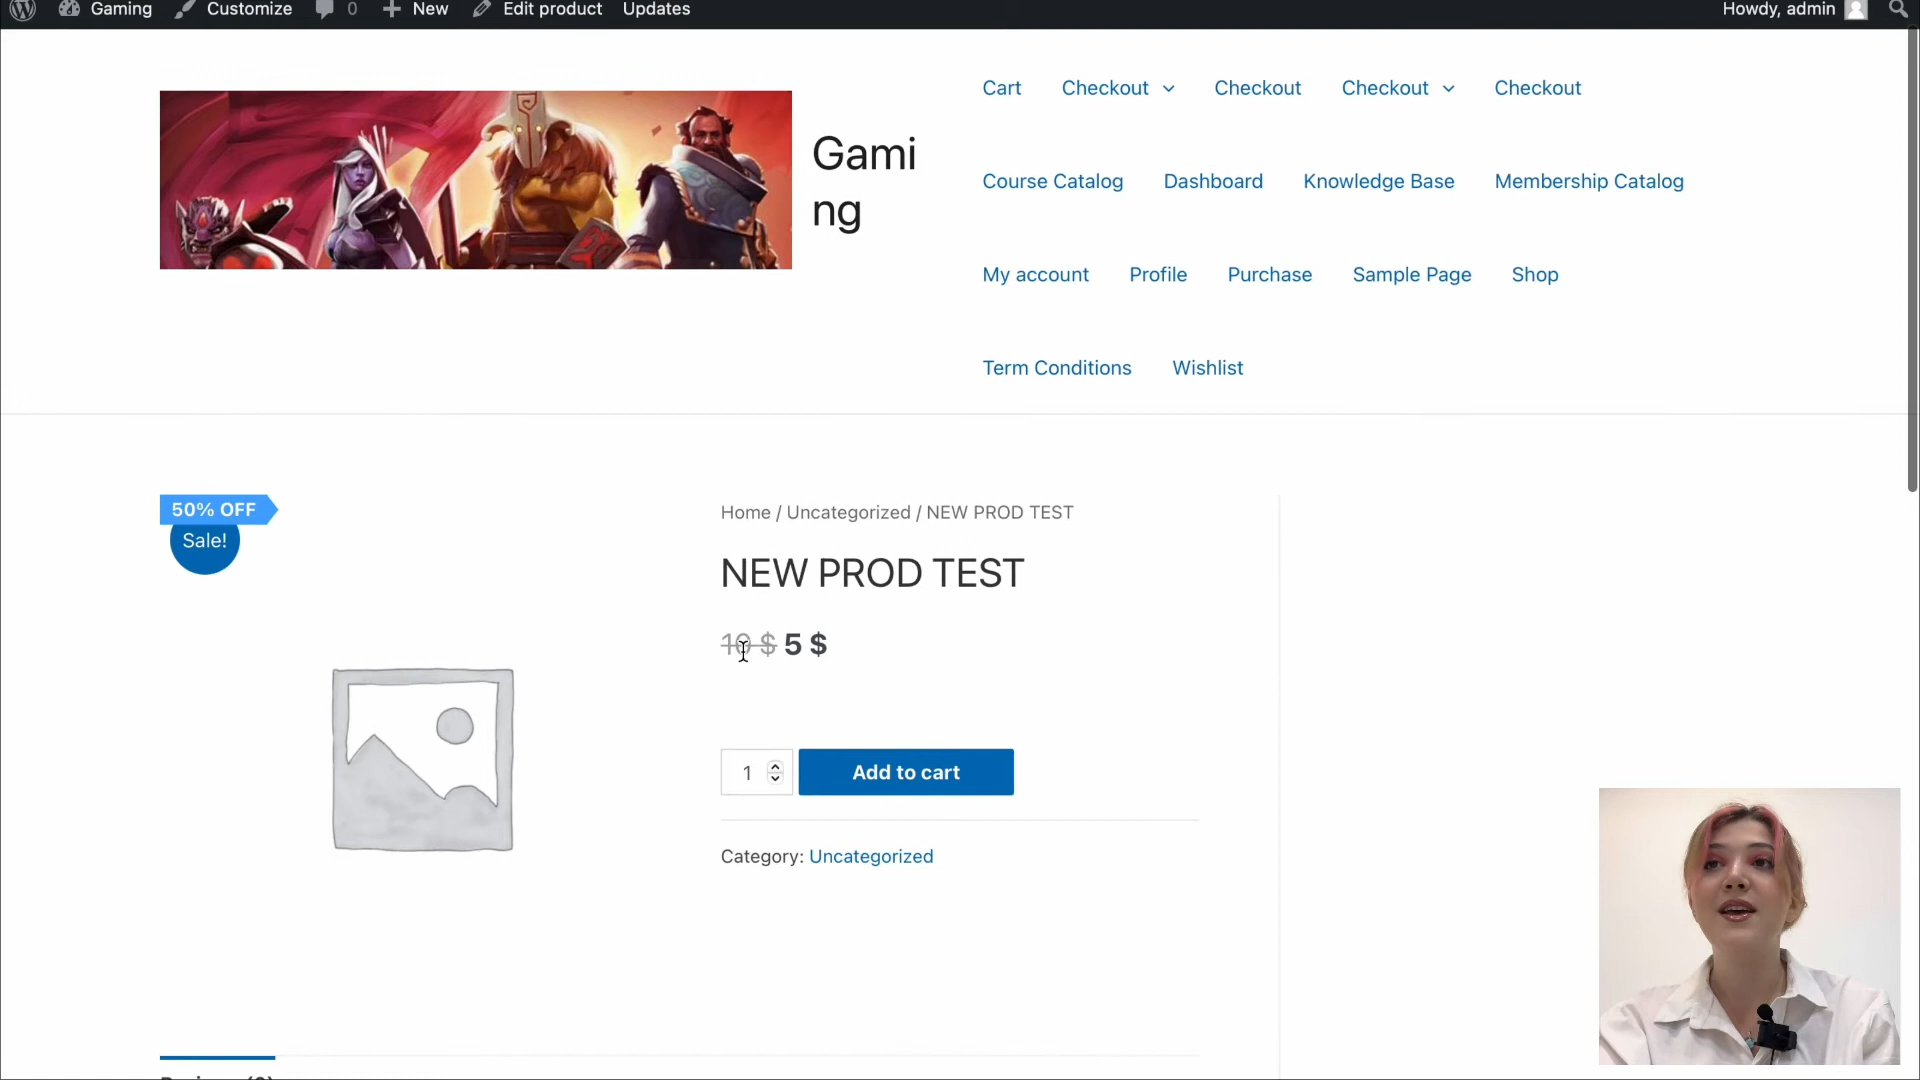 Gaming Customize 0 New Edit product Updates Howdy, admin
Gami
ng
Cart Checkout Checkout Checkout Checkout
Course Catalog Dashboard Knowledge Base Membership Catalog
My account Profile Purchase Sample Page Shop
Term Conditions Wishlist
50% OFF
Sale!
Home / Uncategorized / NEW PROD TEST
NEW PROD TEST
10 $ 5 $
1 Add to cart
Category: Uncategorized